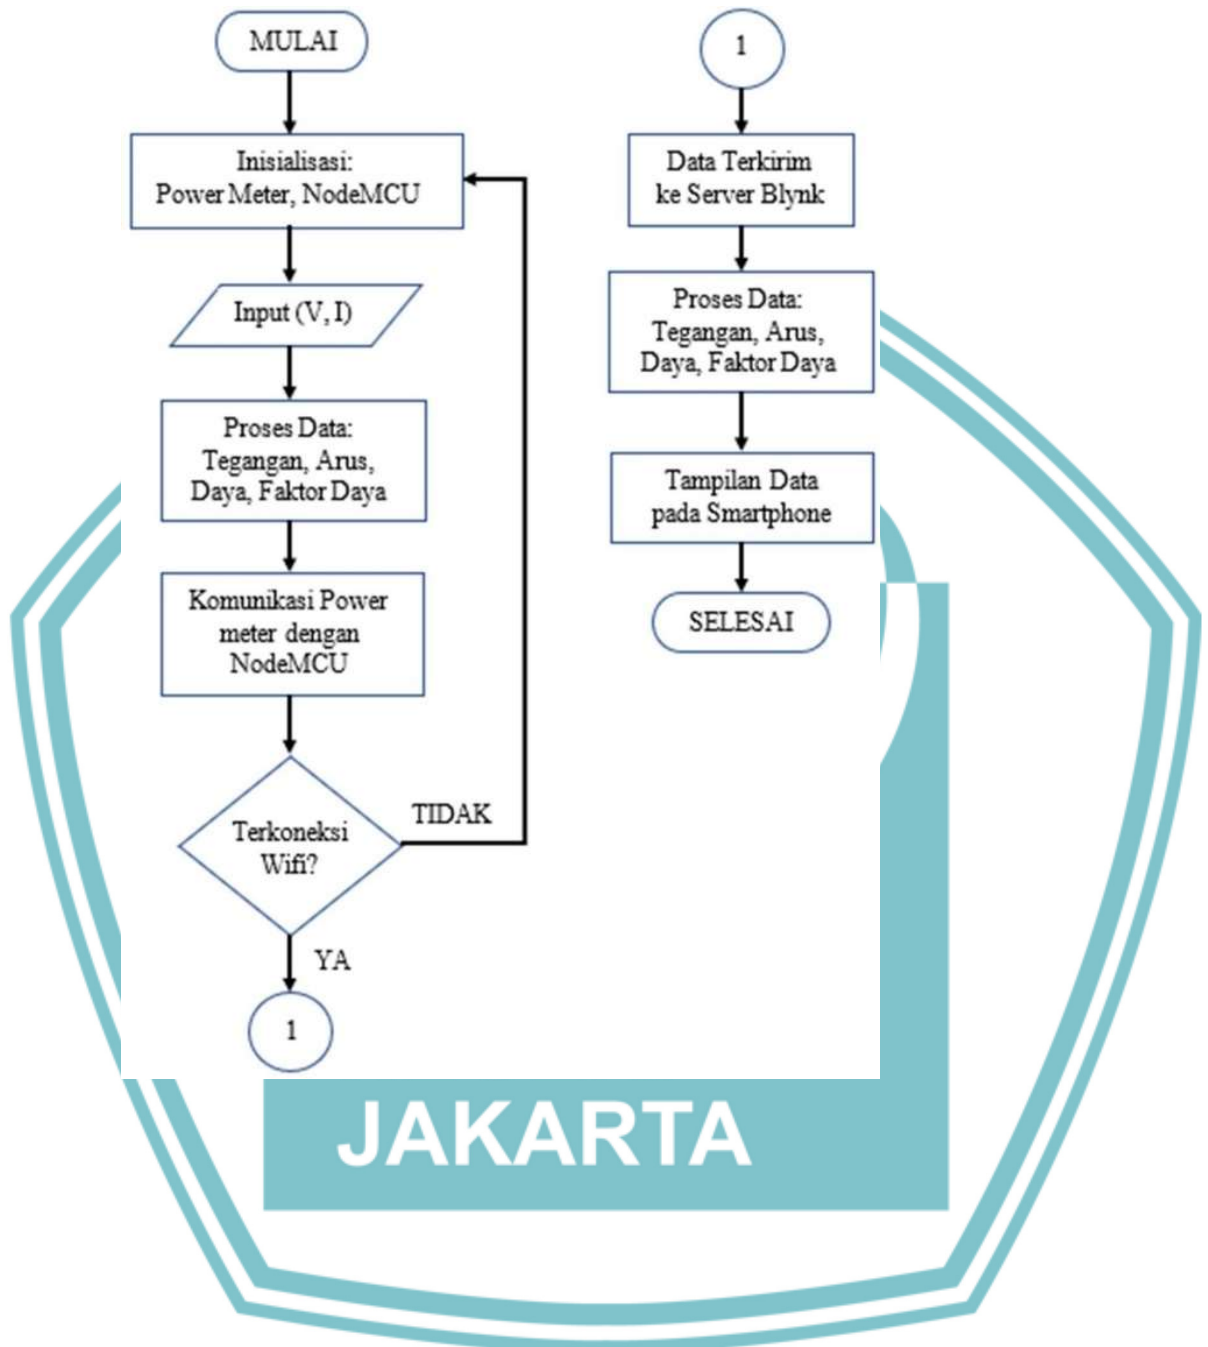 MULAI
Inisialisasi:
Power Meter, NodeMCU
Input (V, I)
Proses Data:
Tegangan, Arus,
Daya, Faktor Daya
Komunikasi Power
meter dengan
NodeMCU
Terkoneksi
Wifi?
TIDAK
YA
1
1
Data Terkirim
ke Server Blynk
Proses Data:
Tegangan, Arus,
Daya, Faktor Daya
Tampilan Data
pada Smartphone
SELESAI
JAKARTA